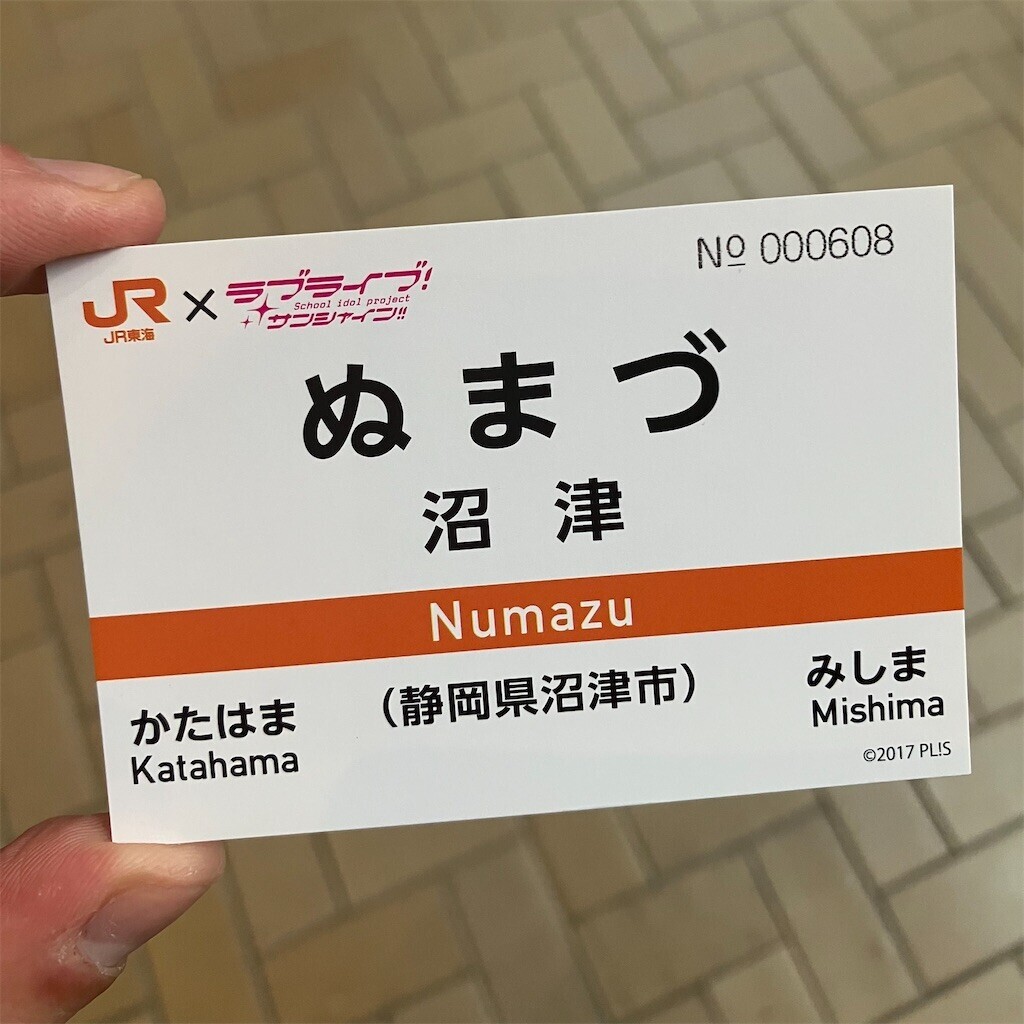 JR × ラブライブ!
School idol project
サンシャイン!!
JR東海
№ 000608
ぬまづ
沼津
Numazu
(静岡県沼津市)
かたはま
Katahama
みしま
Mishima
©2017 PL!S